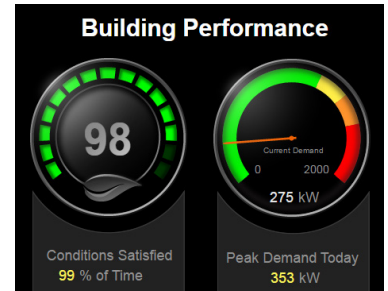 Building Performance
98
Current Demand
0 2000
275 kW
Conditions Satisfied
99 % of Time
Peak Demand Today
353 kW